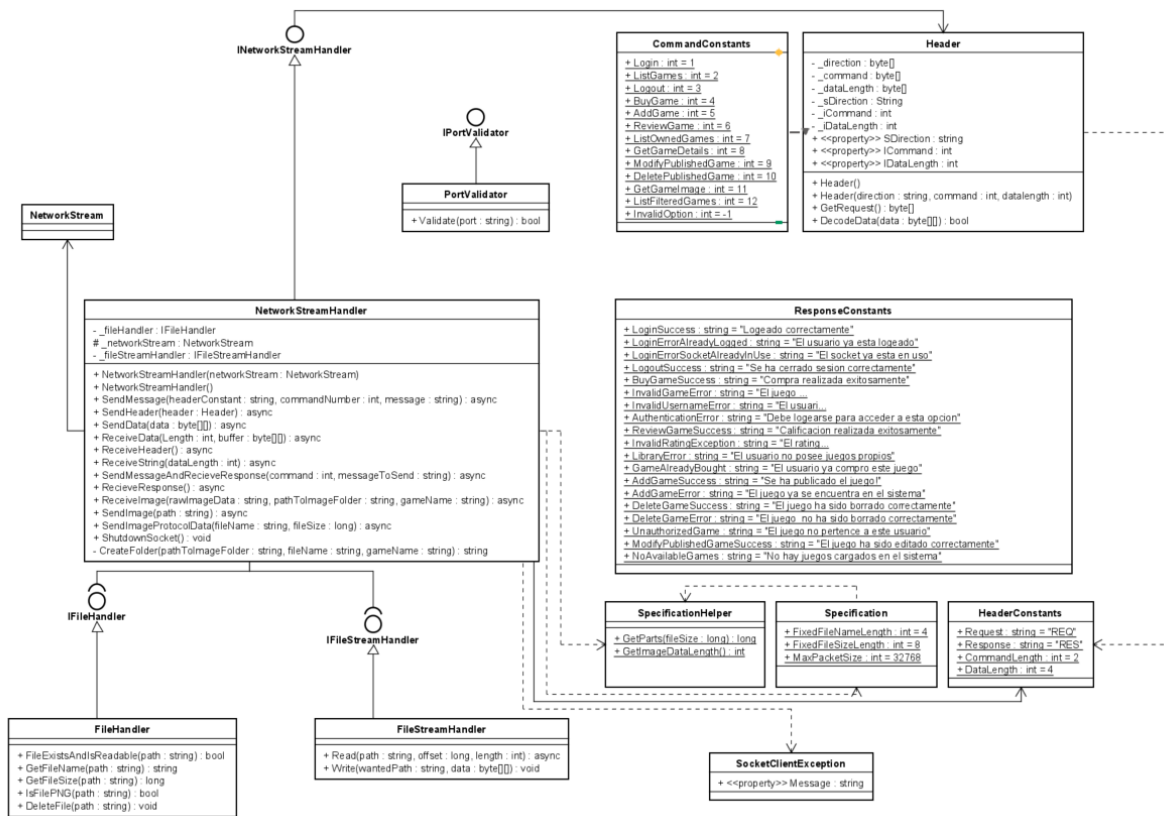 INetworkStreamHandler
CommandConstants
+ Login : int = 1
+ ListGames : int = 2
+ Logout : int = 3
+ BuyGame : int = 4
+ AddGame : int = 5
+ ReviewGame : int = 6
+ ListOwnedGames : int = 7
+ GetGameDetails : int = 8
+ ModifyPublishedGame : int = 9
+ DeletePublishedGame : int = 10
+ GetGameImage : int = 11
+ ListFilteredGames : int = 12
+ InvalidOption : int = -1
Header
- _direction : byte[]
- _command : byte[]
- _dataLength : byte[]
- _sDirection : String
- _iCommand : int
- _iDataLength : int
+ <<property>> SDirection : string
+ <<property>> ICommand : int
+ <<property>> IDataLength : int
+ Header()
+ Header(direction : string, command : int, datalength : int)
+ GetRequest() : byte[]
+ DecodeData(data : byte[][]) : bool
IPortValidator
PortValidator
+ Validate(port : string) : bool
NetworkStream
NetworkStreamHandler
- _fileHandler : IFileHandler
# _networkStream : NetworkStream
- _fileStreamHandler : IFileStreamHandler
+ NetworkStreamHandler(networkStream : NetworkStream)
+ NetworkStreamHandler()
+ SendMessage(headerConstant : string, commandNumber : int, message : string) : async
+ SendHeader(header : Header) : async
+ SendData(data : byte[][]) : async
+ ReceiveData(Length : int, buffer : byte[][]) : async
+ ReceiveHeader() : async
+ ReceiveString(dataLength : int) : async
+ SendMessageAndRecieveResponse(command : int, messageToSend : string) : async
+ RecieveResponse() : async
+ ReceiveImage(rawImageData : string, pathToImageFolder : string, gameName : string) : async
+ SendImage(path : string) : async
+ SendImageProtocolData(fileName : string, fileSize : long) : async
+ ShutdownSocket() : void
- CreateFolder(pathToImageFolder : string, fileName : string, gameName : string) : string
ResponseConstants
+ LoginSuccess : string = "Logeado correctamente"
+ LoginErrorAlreadyLogged : string = "El usuario ya esta logeado"
+ LoginErrorSocketAlreadyInUse : string = "El socket ya esta en uso"
+ LogoutSuccess : string = "Se ha cerrado sesion correctamente"
+ BuyGameSuccess : string = "Compra realizada exitosamente"
+ InvalidGameError : string = "El juego ...
+ InvalidUsernameError : string = "El usuari...
+ AuthenticationError : string = "Debe logearse para acceder a esta opcion"
+ ReviewGameSuccess : string = "Calificacion realizada exitosamente"
+ InvalidRatingException : string = "El rating...
+ LibraryError : string = "El usuario no posee juegos propios"
+ GameAlreadyBought : string = "El usuario ya compro este juego"
+ AddGameSuccess : string = "Se ha publicado el juego!"
+ AddGameError : string = "El juego ya se encuentra en el sistema"
+ DeleteGameSuccess : string = "El juego ha sido borrado correctamente"
+ DeleteGameError : string = "El juego  no ha sido borrado correctamente"
+ UnauthorizedGame : string = "El juego no pertence a este usuario"
+ ModifyPublishedGameSuccess : string = "El juego ha sido editado correctamente"
+ NoAvailableGames : string = "No hay juegos cargados en el sistema"
IFileHandler
IFileStreamHandler
SpecificationHelper
+ GetParts(fileSize : long) : long
+ GetImageDataLength() : int
Specification
+ FixedFileNameLength : int = 4
+ FixedFileSizeLength : int = 8
+ MaxPacketSize : int = 32768
HeaderConstants
+ Request : string = "REQ"
+ Response : string = "RES"
+ CommandLength : int = 2
+ DataLength : int = 4
FileHandler
+ FileExistsAndIsReadable(path : string) : bool
+ GetFileName(path : string) : string
+ GetFileSize(path : string) : long
+ IsFilePNG(path : string) : bool
+ DeleteFile(path : string) : void
FileStreamHandler
+ Read(path : string, offset : long, length : int) : async
+ Write(wantedPath : string, data : byte[][]) : void
SocketClientException
+ <<property>> Message : string